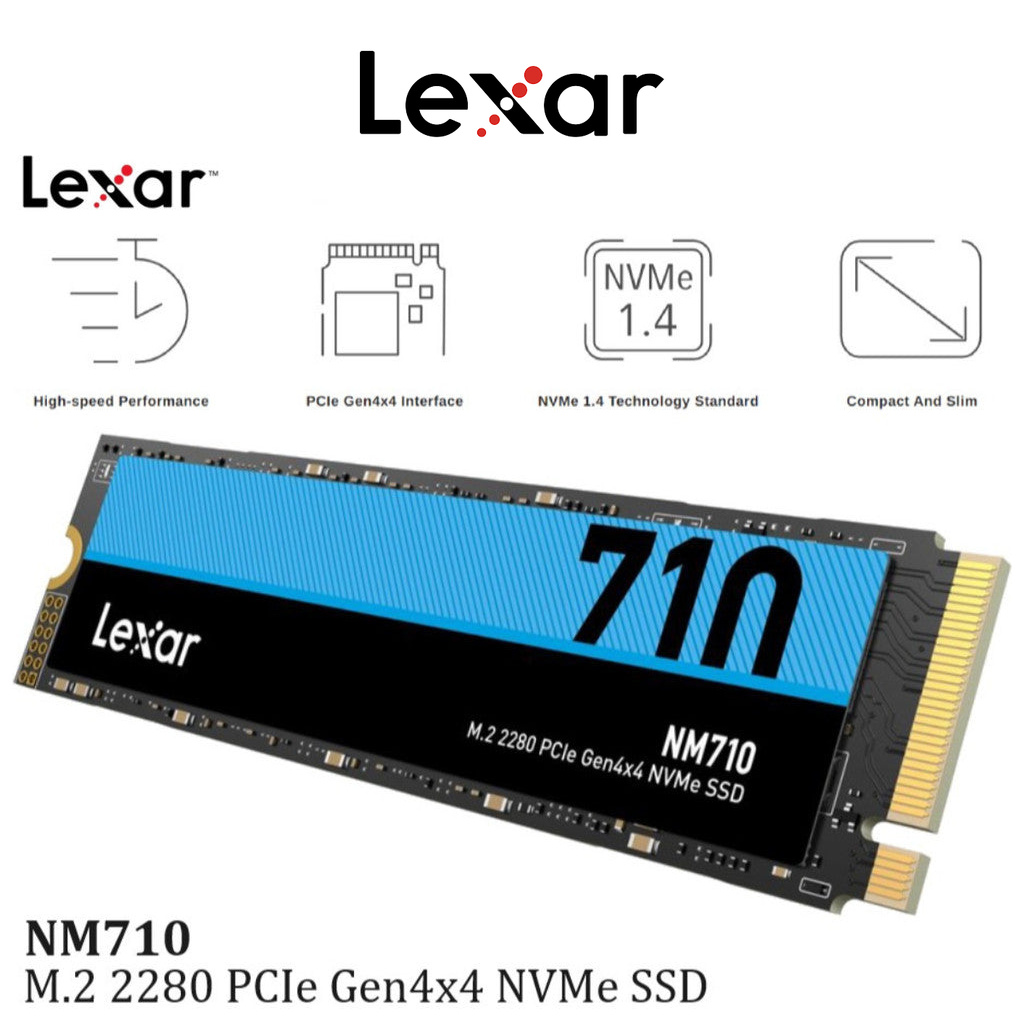 Lexar
Lexar™
NVMe
1.4
High-speed Performance
PCIe Gen4x4 Interface
NVMe 1.4 Technology Standard
Compact And Slim
710
Lexar
NM710
M.2 2280 PCIe Gen4x4 NVMe SSD
NM710
M.2 2280 PCIe Gen4x4 NVMe SSD